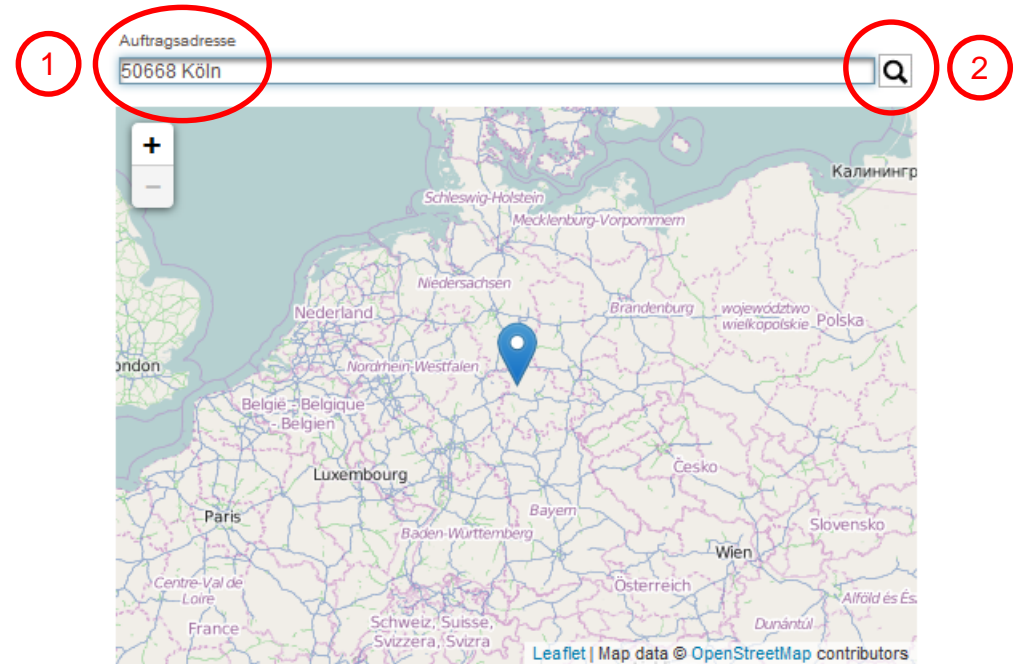 Auftragsadresse
1
50668 Köln
2
+
−
Калинингр
Schleswig-Holstein
Mecklenburg-Vorpommern
Niedersachsen
Brandenburg
województwo
wielkopolskie
Polska
Nederland
ondon
Nordrhein-Westfalen
België - Belgique
- Belgien
Luxembourg
Česko
Paris
Bayern
Baden-Württemberg
Slovensko
Wien
Centre-Val de
Loire
Österreich
Alföld és És
France
Schweiz, Suisse,
Svizzera, Svizra
Dunántúl
Leaflet | Map data © OpenStreetMap contributors